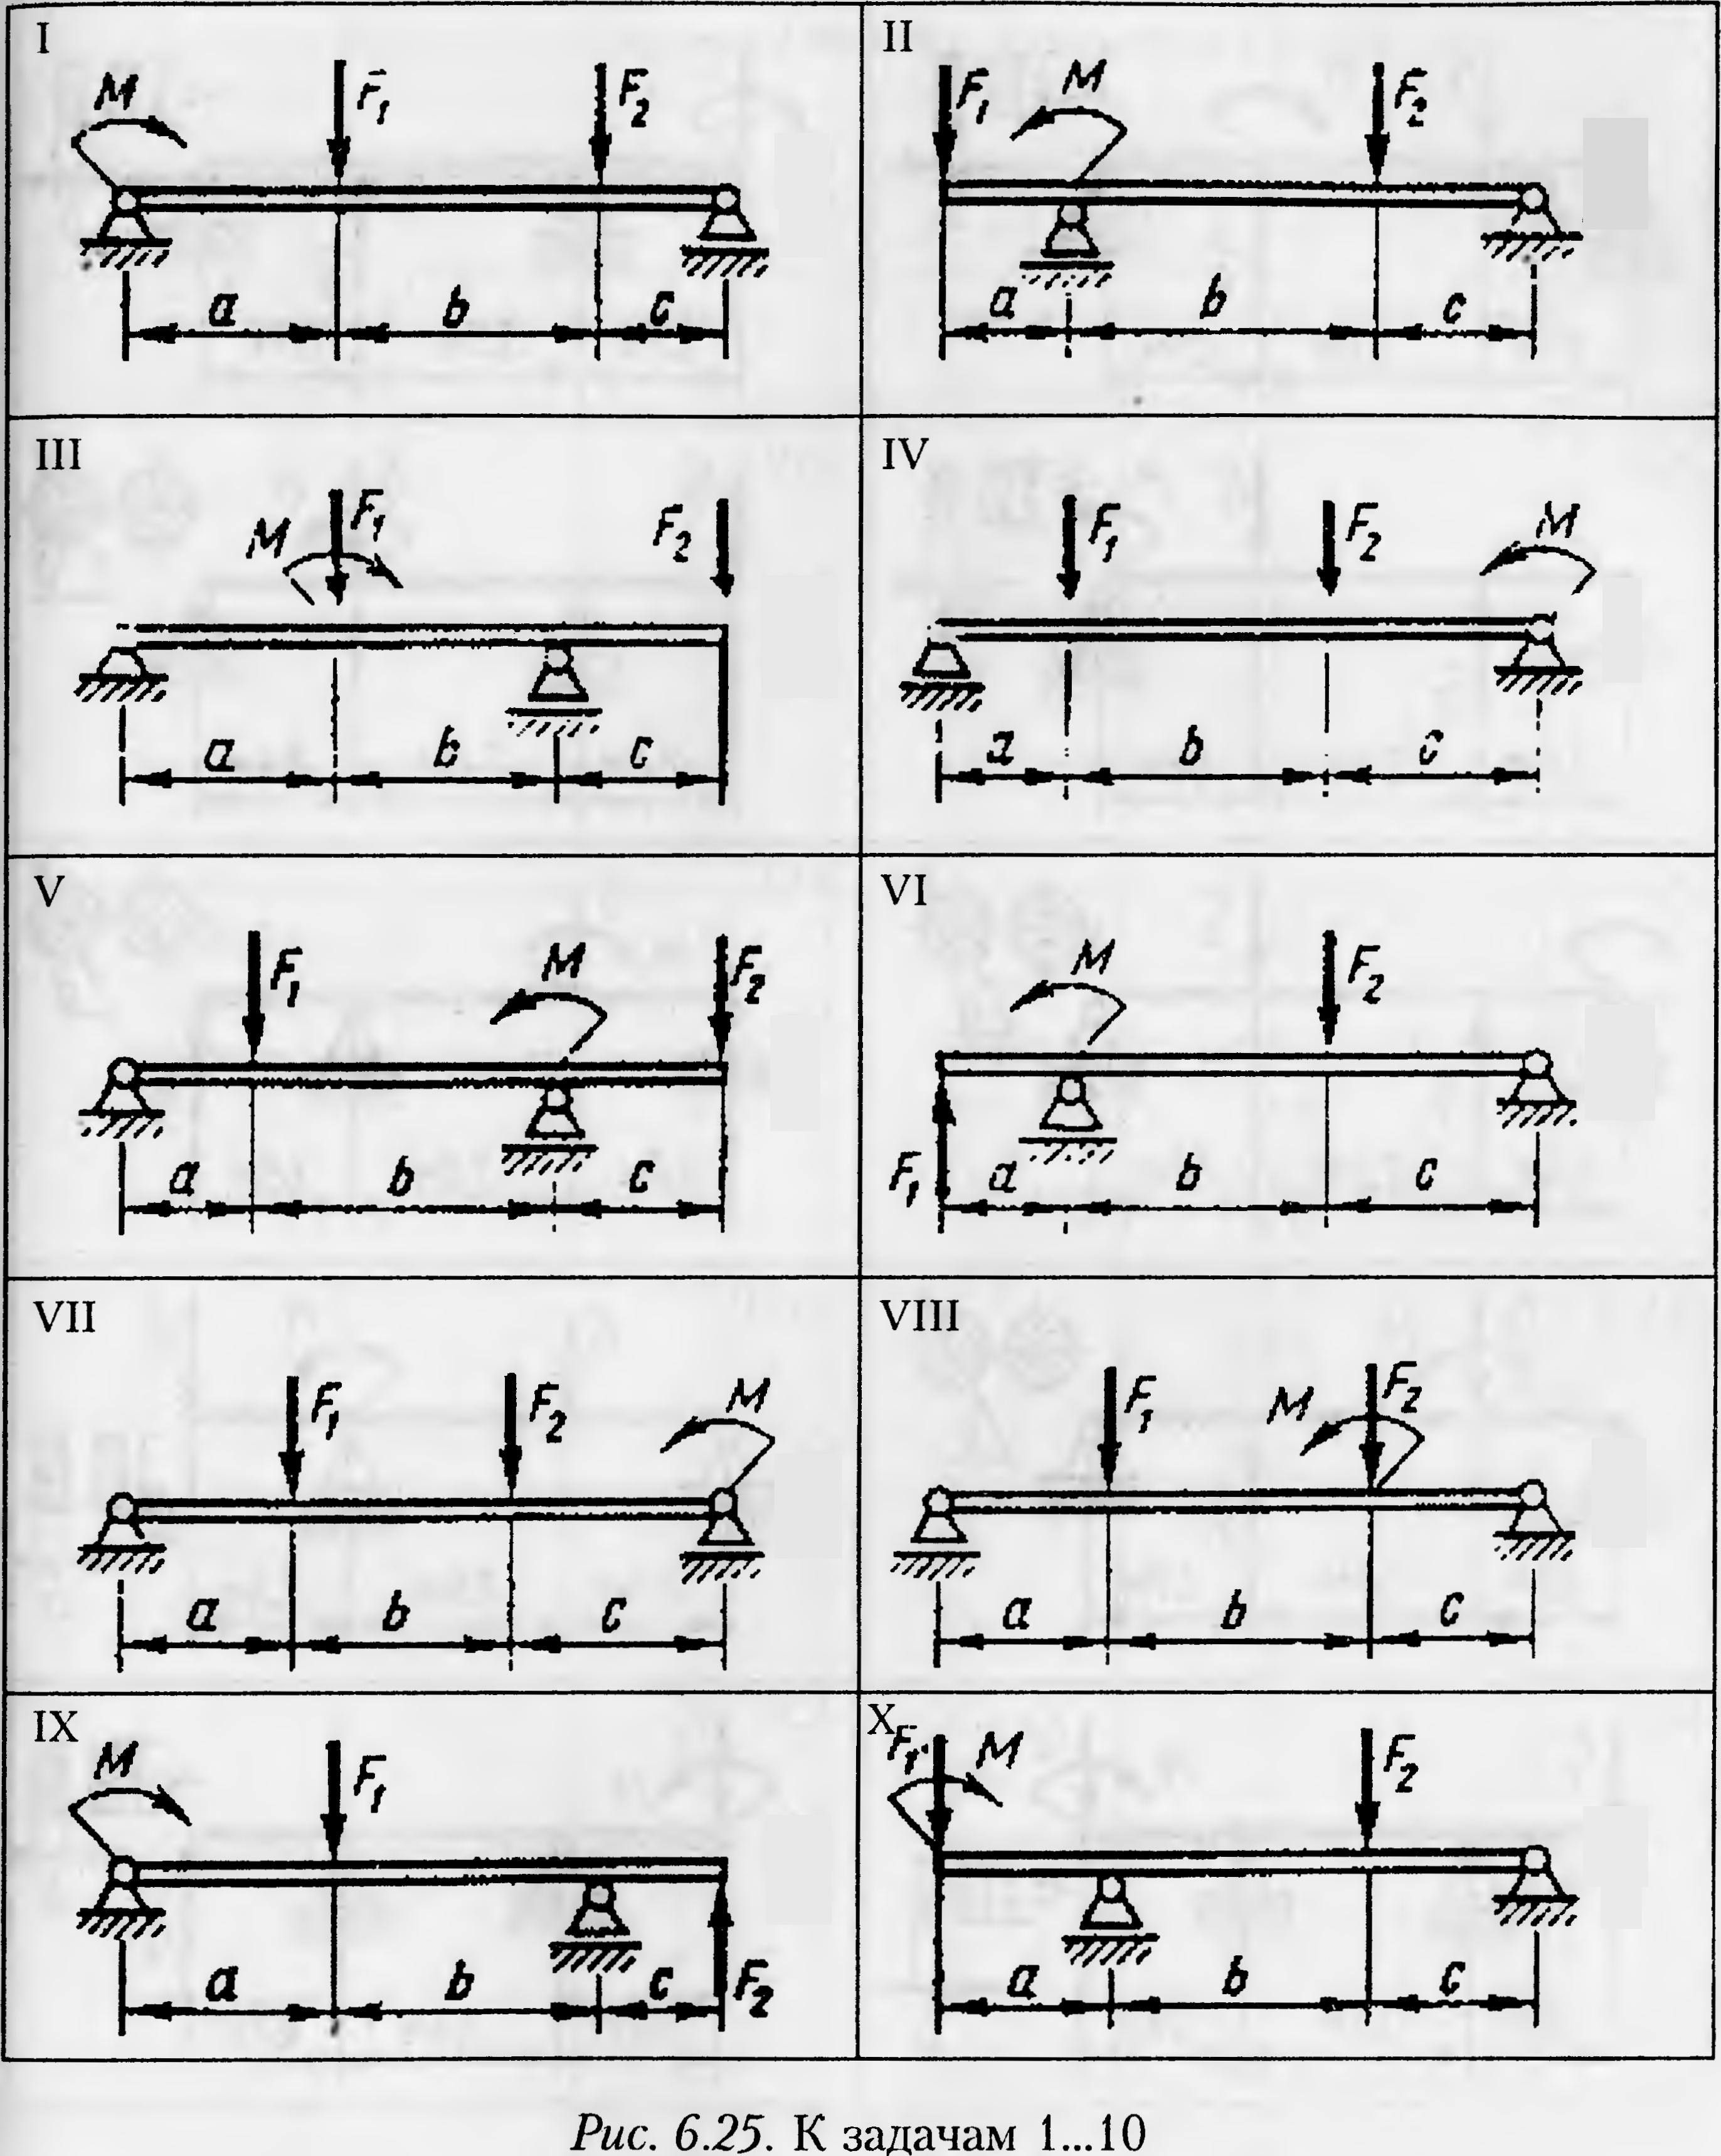 I
M F₁ F₂
a b c
II
F₁ M F₂
a b c
III
M F₁ F₂
a b c
IV
F₁ F₂ M
a b c
V
F₁ M F₂
a b c
VI
M F₂
F₁ a b c
VII
F₁ F₂ M
a b c
VIII
F₁ M F₂
a b c
IX
M F₁
a b c F₂
X
F₁ M F₂
a b c
Рис. 6.25. К задачам 1...10